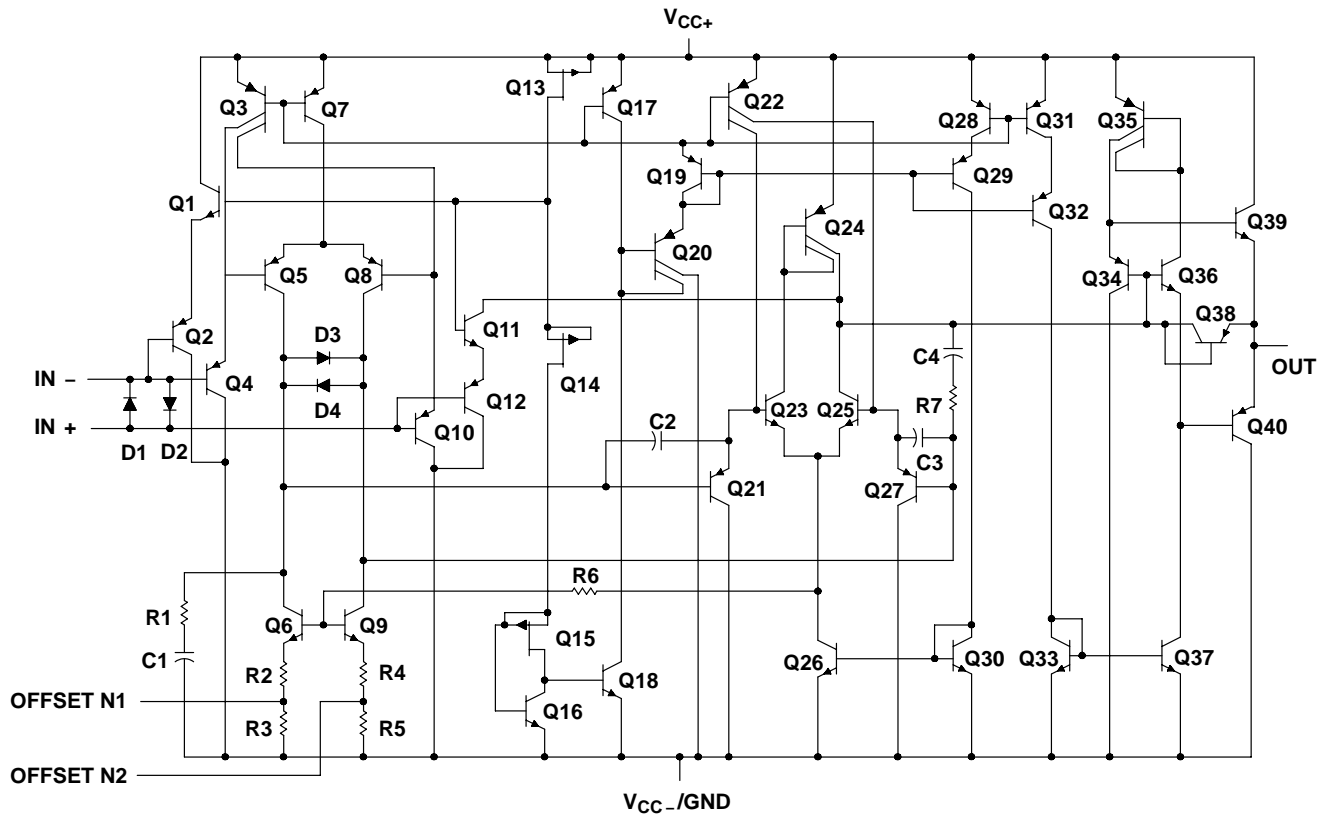 VCC+
Q3
Q7
Q13
Q17
Q22
Q28
Q31
Q35
Q1
Q19
Q29
Q32
Q39
Q20
Q24
Q5
Q8
Q34
Q36
Q2
D3
Q11
Q38
IN −
Q4
D4
Q14
C4
OUT
IN +
Q12
R7
D1
D2
Q10
C2
Q23
Q25
C3
Q40
Q21
Q27
R1
R6
C1
Q6
Q9
Q15
Q26
Q30
Q33
Q37
R2
R4
Q18
OFFSET N1
R3
R5
Q16
OFFSET N2
VCC−/GND